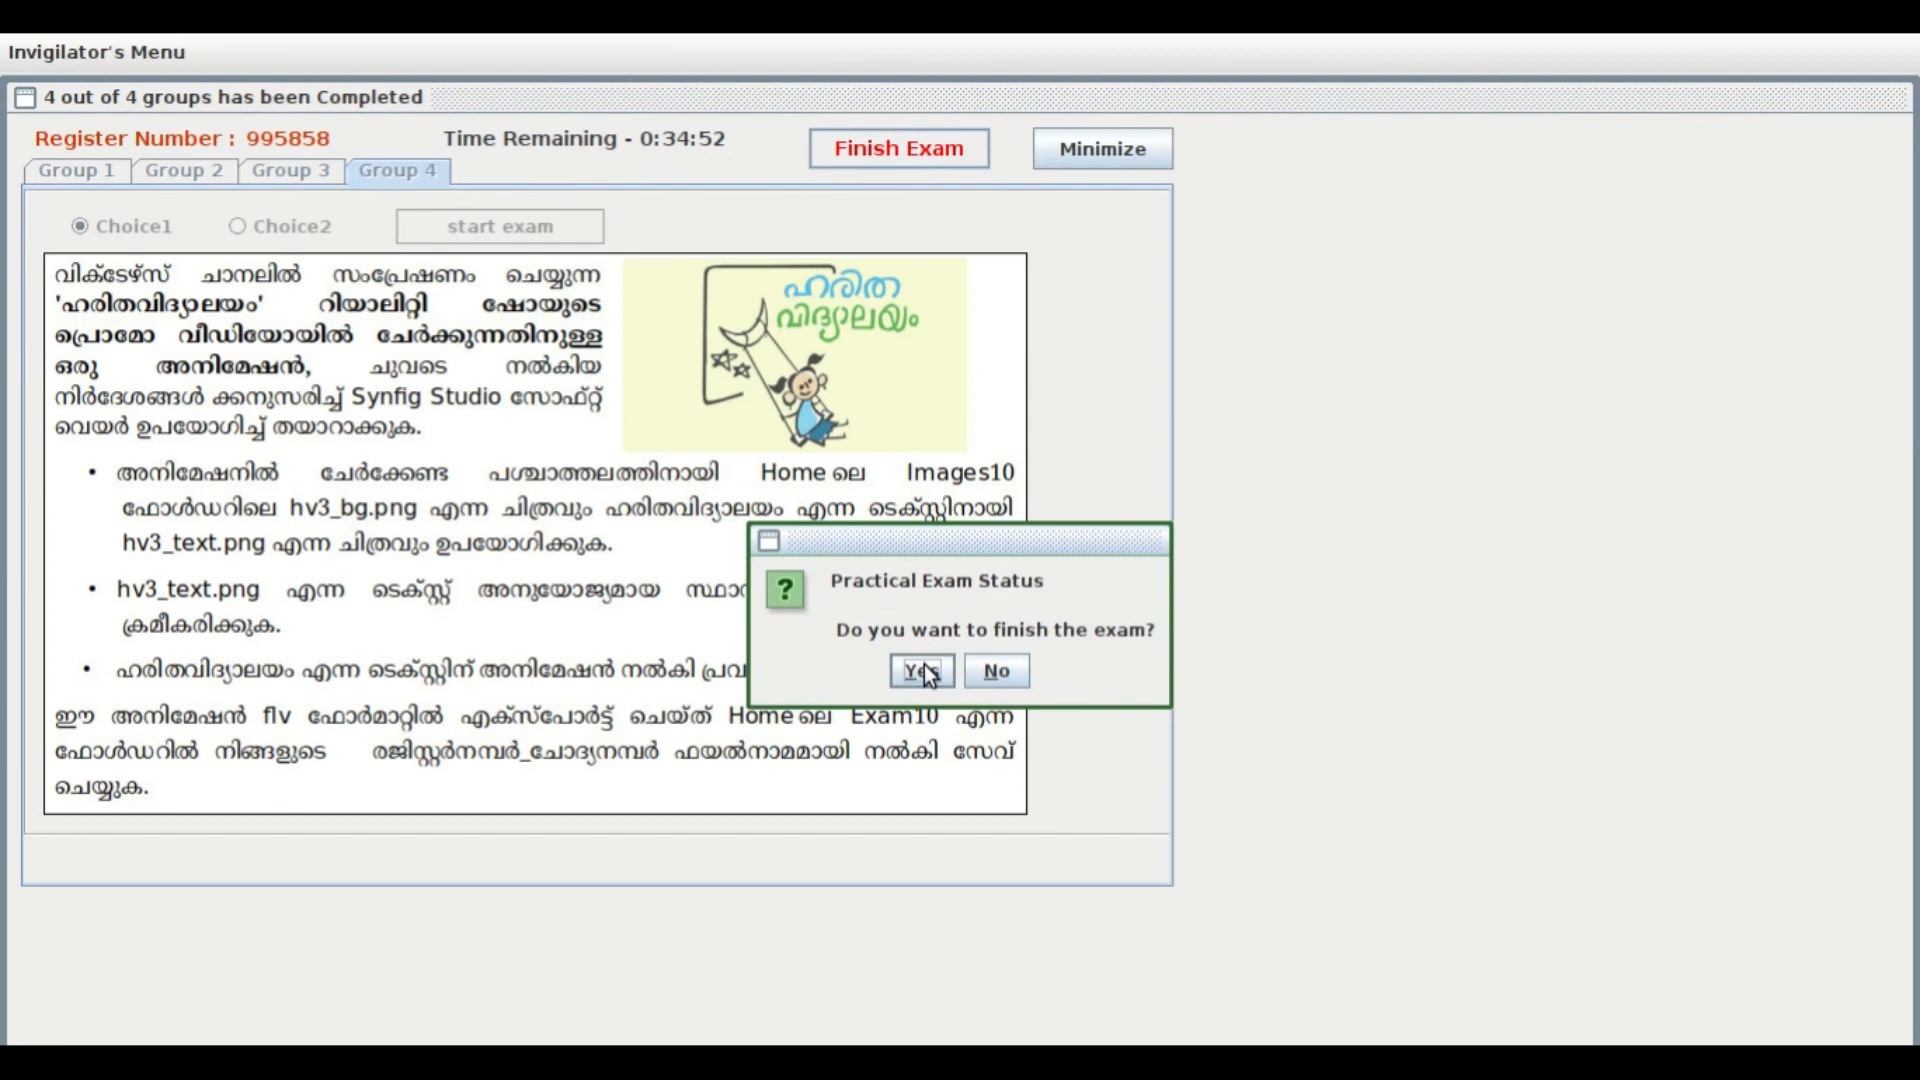 Invigilator's Menu
4 out of 4 groups has been Completed
Register Number : 995858
Time Remaining - 0:34:52
Finish Exam
Minimize
Group 1
Group 2
Group 3
Group 4
Choice1
Choice2
start exam
വിക്ടേഴ്സ് ചാനലിൽ സംപ്രേഷണം ചെയ്യുന്ന
'ഹരിതവിദ്യാലയം' റിയാലിറ്റി ഷോയുടെ
പ്രൊമോ വീഡിയോയിൽ ചേർക്കുന്നതിനുള്ള
ഒരു അനിമേഷൻ, ചുവടെ നൽകിയ
നിർദേശങ്ങൾ ക്കനുസരിച്ച് Synfig Studio സോഫ്റ്റ്
വെയർ ഉപയോഗിച്ച് തയാറാക്കുക.
ഹരിത
വിദ്യാലയം
• അനിമേഷനിൽ ചേർക്കേണ്ട പശ്ചാത്തലത്തിനായി Home ലെ Images10
ഫോൾഡറിലെ hv3_bg.png എന്ന ചിത്രവും ഹരിതവിദ്യാലയം എന്ന ടെക്സ്റ്റിനായി
hv3_text.png എന്ന ചിത്രവും ഉപയോഗിക്കുക.
• hv3_text.png എന്ന ടെക്സ്റ്റ് അനുയോജ്യമായ
ക്രമീകരിക്കുക.
• ഹരിതവിദ്യാലയം എന്ന ടെക്സ്റ്റിന് അനിമേഷൻ നൽകി
ഈ അനിമേഷൻ flv ഫോർമാറ്റിൽ എക്സ്പോർട്ട് ചെയ്ത് Home ലെ Exam10 എന്ന
ഫോൾഡറിൽ നിങ്ങളുടെ രജിസ്റ്റർനമ്പർ_ചോദ്യനമ്പർ ഫയൽനാമമായി നൽകി സേവ്
ചെയ്യുക.
Practical Exam Status
Do you want to finish the exam?
Yes
No